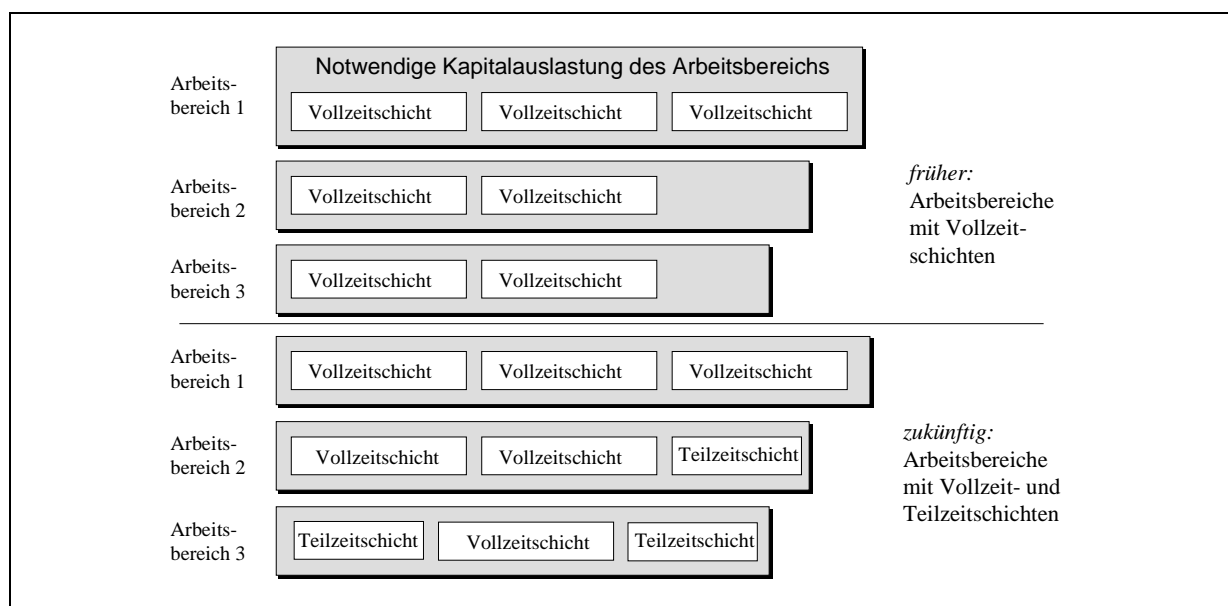 Notwendige Kapitalauslastung des Arbeitsbereichs
Arbeits-
bereich 1
Vollzeitschicht Vollzeitschicht Vollzeitschicht
Arbeits-
bereich 2
Vollzeitschicht Vollzeitschicht
Arbeits-
bereich 3
Vollzeitschicht Vollzeitschicht
früher:
Arbeitsbereiche
mit Vollzeit-
schichten
Arbeits-
bereich 1
Vollzeitschicht Vollzeitschicht Vollzeitschicht
Arbeits-
bereich 2
Vollzeitschicht Vollzeitschicht Teilzeitschicht
Arbeits-
bereich 3
Teilzeitschicht Vollzeitschicht Teilzeitschicht
zukünftig:
Arbeitsbereiche
mit Vollzeit- und
Teilzeitschichten